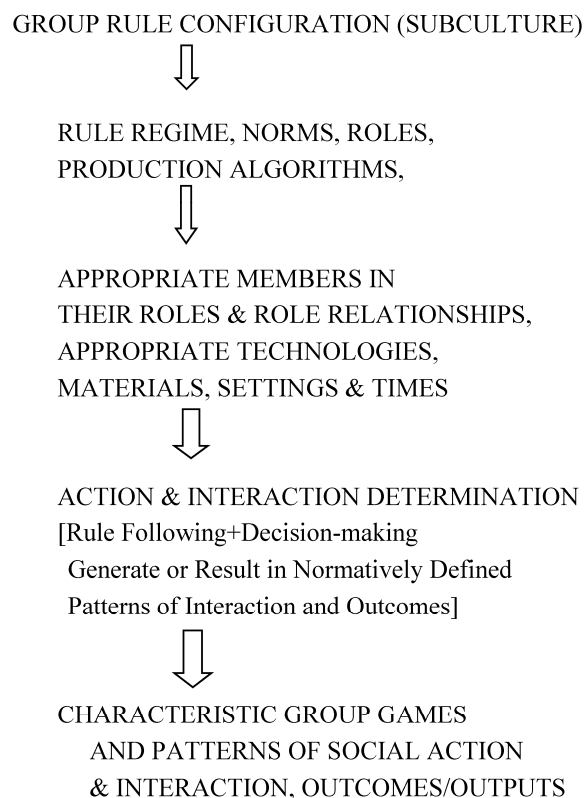 GROUP RULE CONFIGURATION (SUBCULTURE)
RULE REGIME, NORMS, ROLES,
PRODUCTION ALGORITHMS,
APPROPRIATE MEMBERS IN
THEIR ROLES & ROLE RELATIONSHIPS,
APPROPRIATE TECHNOLOGIES,
MATERIALS, SETTINGS & TIMES
ACTION & INTERACTION DETERMINATION
[Rule Following+Decision-making
Generate or Result in Normatively Defined
Patterns of Interaction and Outcomes]
CHARACTERISTIC GROUP GAMES
AND PATTERNS OF SOCIAL ACTION
& INTERACTION, OUTCOMES/OUTPUTS